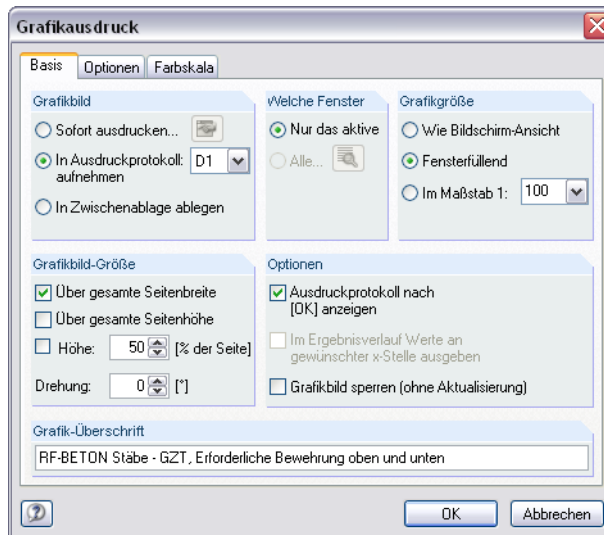 Grafikausdruck
Basis
Optionen
Farbskala
Grafikbild
Sofort ausdrucken...
In Ausdruckprotokoll: D1
aufnehmen
In Zwischenablage ablegen
Welche Fenster
Nur das aktive
Alle...
Grafikgröße
Wie Bildschirm-Ansicht
Fensterfüllend
Im Maßstab 1: 100
Grafikbild-Größe
Über gesamte Seitenbreite
Über gesamte Seitenhöhe
Höhe: 50 [% der Seite]
Drehung: 0 [°]
Optionen
Ausdruckprotokoll nach
[OK] anzeigen
Im Ergebnisverlauf Werte an
gewünschter x-Stelle ausgeben
Grafikbild sperren (ohne Aktualisierung)
Grafik-Überschrift
RF-BETON Stäbe - GZT, Erforderliche Bewehrung oben und unten
OK
Abbrechen